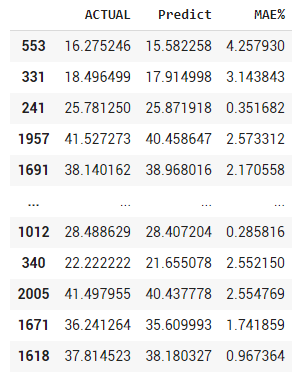 ACTUAL Predict MAE%
553 16.275246 15.582258 4.257930
331 18.496499 17.914998 3.143843
241 25.781250 25.871918 0.351682
1957 41.527273 40.458647 2.573312
1691 38.140162 38.968016 2.170558
... ... ... ...
1012 28.488629 28.407204 0.285816
340 22.222222 21.655078 2.552150
2005 41.497955 40.437778 2.554769
1671 36.241264 35.609993 1.741859
1618 37.814523 38.180327 0.967364